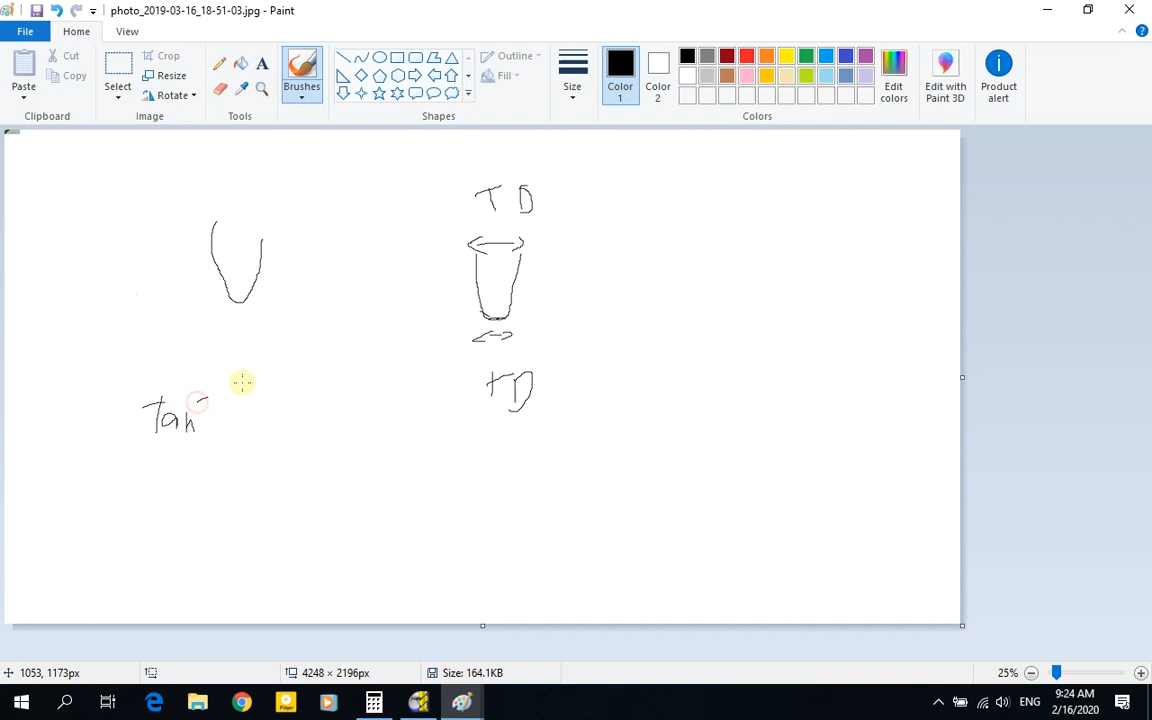 photo_2019-03-16_18-51-03.jpg - Paint
File Home View
Paste
Cut
Copy
Clipboard
Select
Crop
Resize
Rotate
Image
A
Tools
Brushes
Outline
Fill
Shapes
Size
Color 1
Color 2
Edit colors
Colors
Edit with Paint 3D
Product alert
T D
TD
Tan
1053, 1173px
4248 × 2196px
Size: 164.1KB
25%
ENG
9:24 AM
2/16/2020